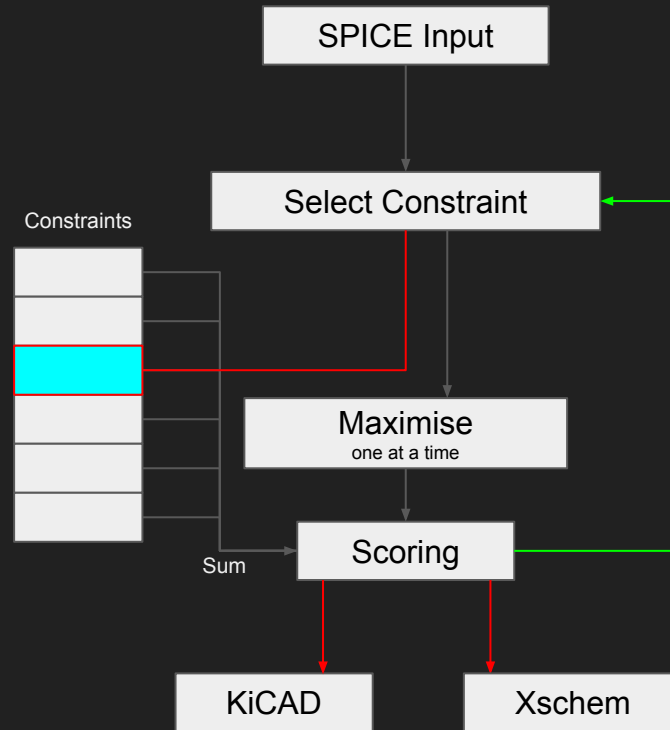 SPICE Input
Select Constraint
Constraints
Maximise
one at a time
Scoring
Sum
KiCAD
Xschem